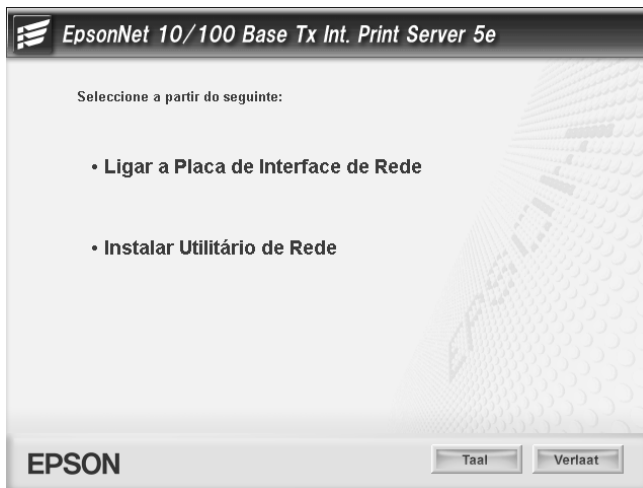 EpsonNet 10/100 Base Tx Int. Print Server 5e
Seleccione a partir do seguinte:
• Ligar a Placa de Interface de Rede
• Instalar Utilitário de Rede
EPSON
EPSON
Taal
Verlaat